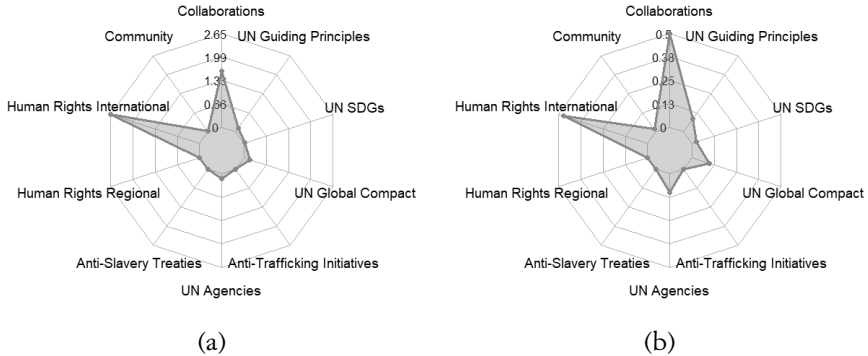 Collaborations
2.65
Community
UN Guiding Principles
1.99
1.33
Human Rights International
UN SDGs
0
Human Rights Regional
UN Global Compact
Anti-Slavery Treaties
Anti-Trafficking Initiatives
UN Agencies
(a)
Collaborations
0.5
Community
UN Guiding Principles
0.38
0.25
Human Rights International
0.13
UN SDGs
0
Human Rights Regional
UN Global Compact
Anti-Slavery Treaties
Anti-Trafficking Initiatives
UN Agencies
(b)